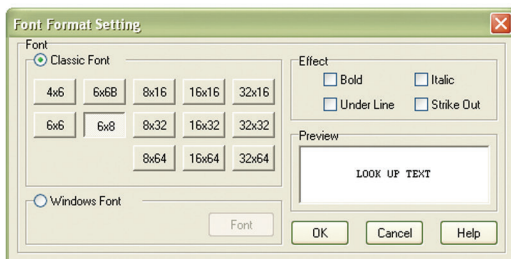 Font Format Setting
Font
Classic Font
4x6 6x6B 8x16 16x16 32x16
6x6 6x8 8x32 16x32 32x32
8x64 16x64 32x64
Windows Font
Font
Effect
Bold Italic
Under Line Strike Out
Preview
LOOK UP TEXT
OK Cancel Help